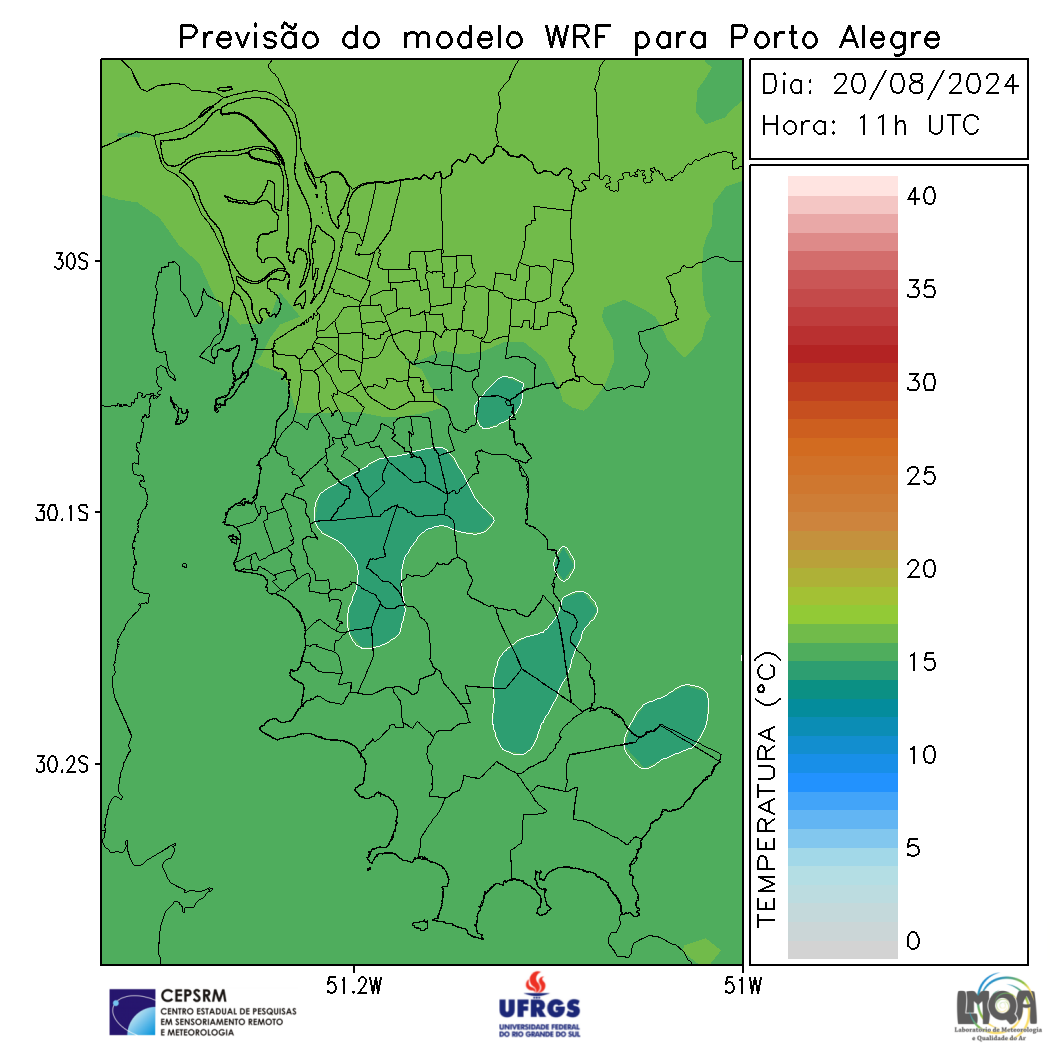 Previsão do modelo WRF para Porto Alegre
Dia: 20/08/2024
Hora: 11h UTC
30S
30.1S
30.2S
51.2W
51W
TEMPERATURA (°C)
40
35
30
25
20
15
10
5
0
CEPSRM
CENTRO ESTADUAL DE PESQUISAS
EM SENSORIAMENTO REMOTO
E METEOROLOGIA
UFRGS
UNIVERSIDADE FEDERAL
DO RIO GRANDE DO SUL
LMQA
Laboratório de Meteorologia
e Qualidade do Ar